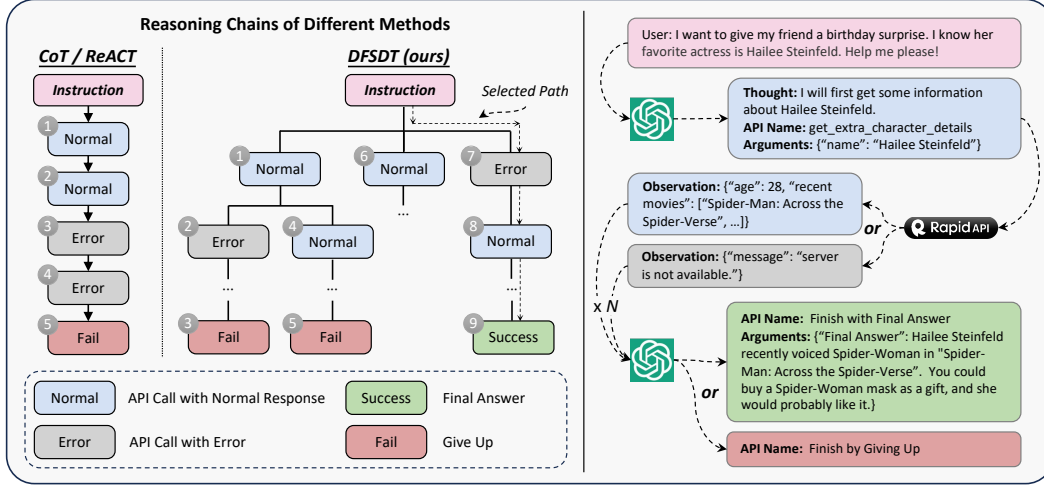 Reasoning Chains of Different Methods
CoT / ReACT
Instruction
1
Normal
2
Normal
3
Error
4
Error
5
Fail
DFSDT (ours)
Instruction
Selected Path
1
Normal
6
Normal
7
Error
...
2
Error
4
Normal
8
Normal
...
...
...
3
Fail
5
Fail
9
Success
Normal
API Call with Normal Response
Success
Final Answer
Error
API Call with Error
Fail
Give Up
User: I want to give my friend a birthday surprise. I know her
favorite actress is Hailee Steinfeld. Help me please!
Thought: I will first get some information
about Hailee Steinfeld.
API Name: get_extra_character_details
Arguments: {“name”: “Hailee Steinfeld”}
Observation: {“age”: 28, “recent
movies”: [“Spider-Man: Across the
Spider-Verse”, …]}
or
Rapid API
Observation: {“message”: “server
is not available.”}
x N
API Name: Finish with Final Answer
Arguments: {“Final Answer”: Hailee Steinfeld
recently voiced Spider-Woman in "Spider-
Man: Across the Spider-Verse”. You could
buy a Spider-Woman mask as a gift, and she
would probably like it.}
or
API Name: Finish by Giving Up